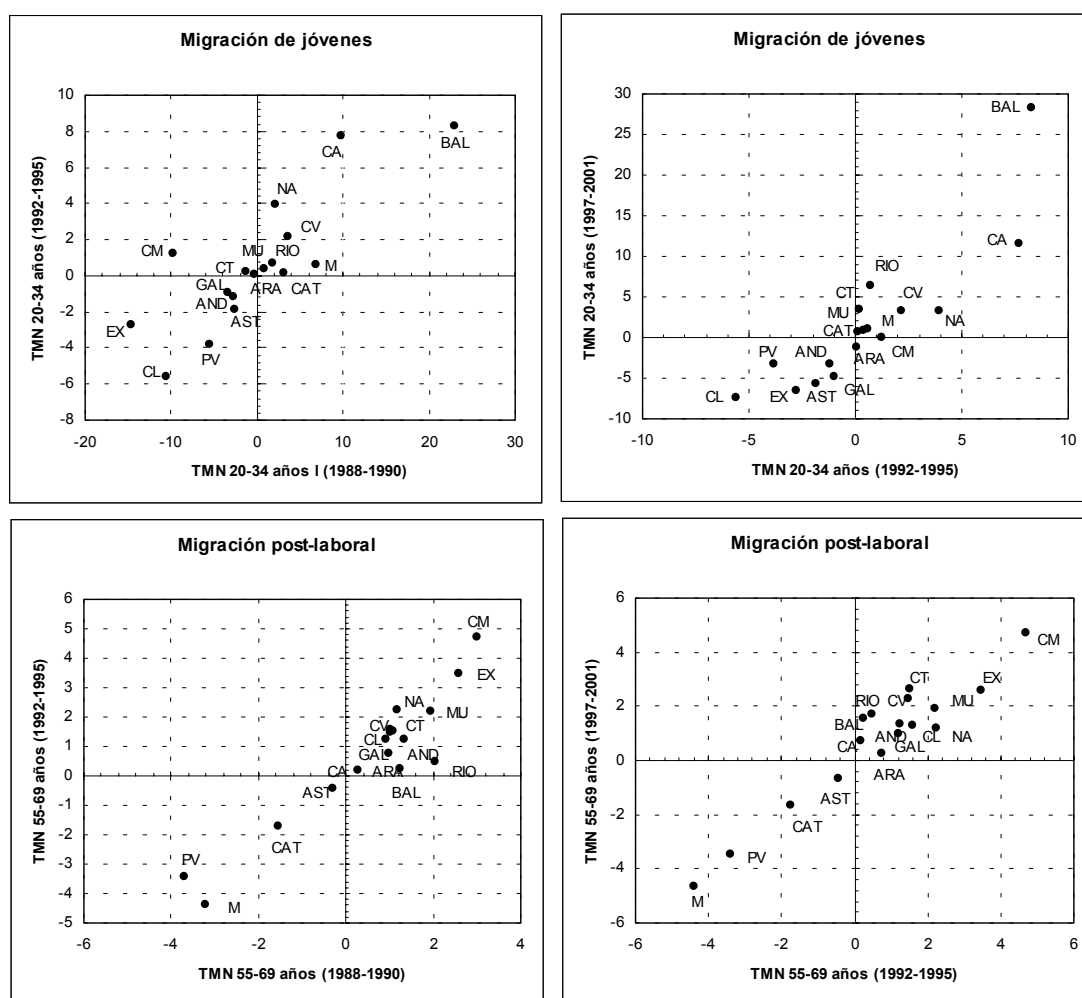 Migración de jóvenes
10
8
6
4
2
0
-2
-4
-6
-8
-20
-10
0
10
20
30
BAL
CA
NA
CV
CM
MU
RIO
M
CT
ARA
CAT
GAL
AND
AST
EX
PV
CL
TMN 20-34 años (1992-1995)
TMN 20-34 años I (1988-1990)
Migración de jóvenes
30
25
20
15
10
5
0
-5
-10
-10
-5
0
5
10
BAL
CA
RIO
CT
CV
MU
M
NA
CAT
PV
AND
ARA
CM
CL
EX
AST
GAL
TMN 20-34 años (1997-2001)
TMN 20-34 años (1992-1995)
Migración post-laboral
6
5
4
3
2
1
0
-1
-2
-3
-4
-5
-6
-4
-2
0
2
4
CM
EX
NA
MU
CV
CT
CL
GAL
AND
CA
ARA
RIO
AST
BAL
CAT
PV
M
TMN 55-69 años (1992-1995)
TMN 55-69 años (1988-1990)
Migración post-laboral
6
4
2
0
-2
-4
-6
-6
-4
-2
0
2
4
6
CM
CT
EX
RIO
CV
MU
BAL
AND
CL
NA
CA
GAL
ARA
AST
CAT
PV
M
TMN 55-69 años (1997-2001)
TMN 55-69 años (1992-1995)